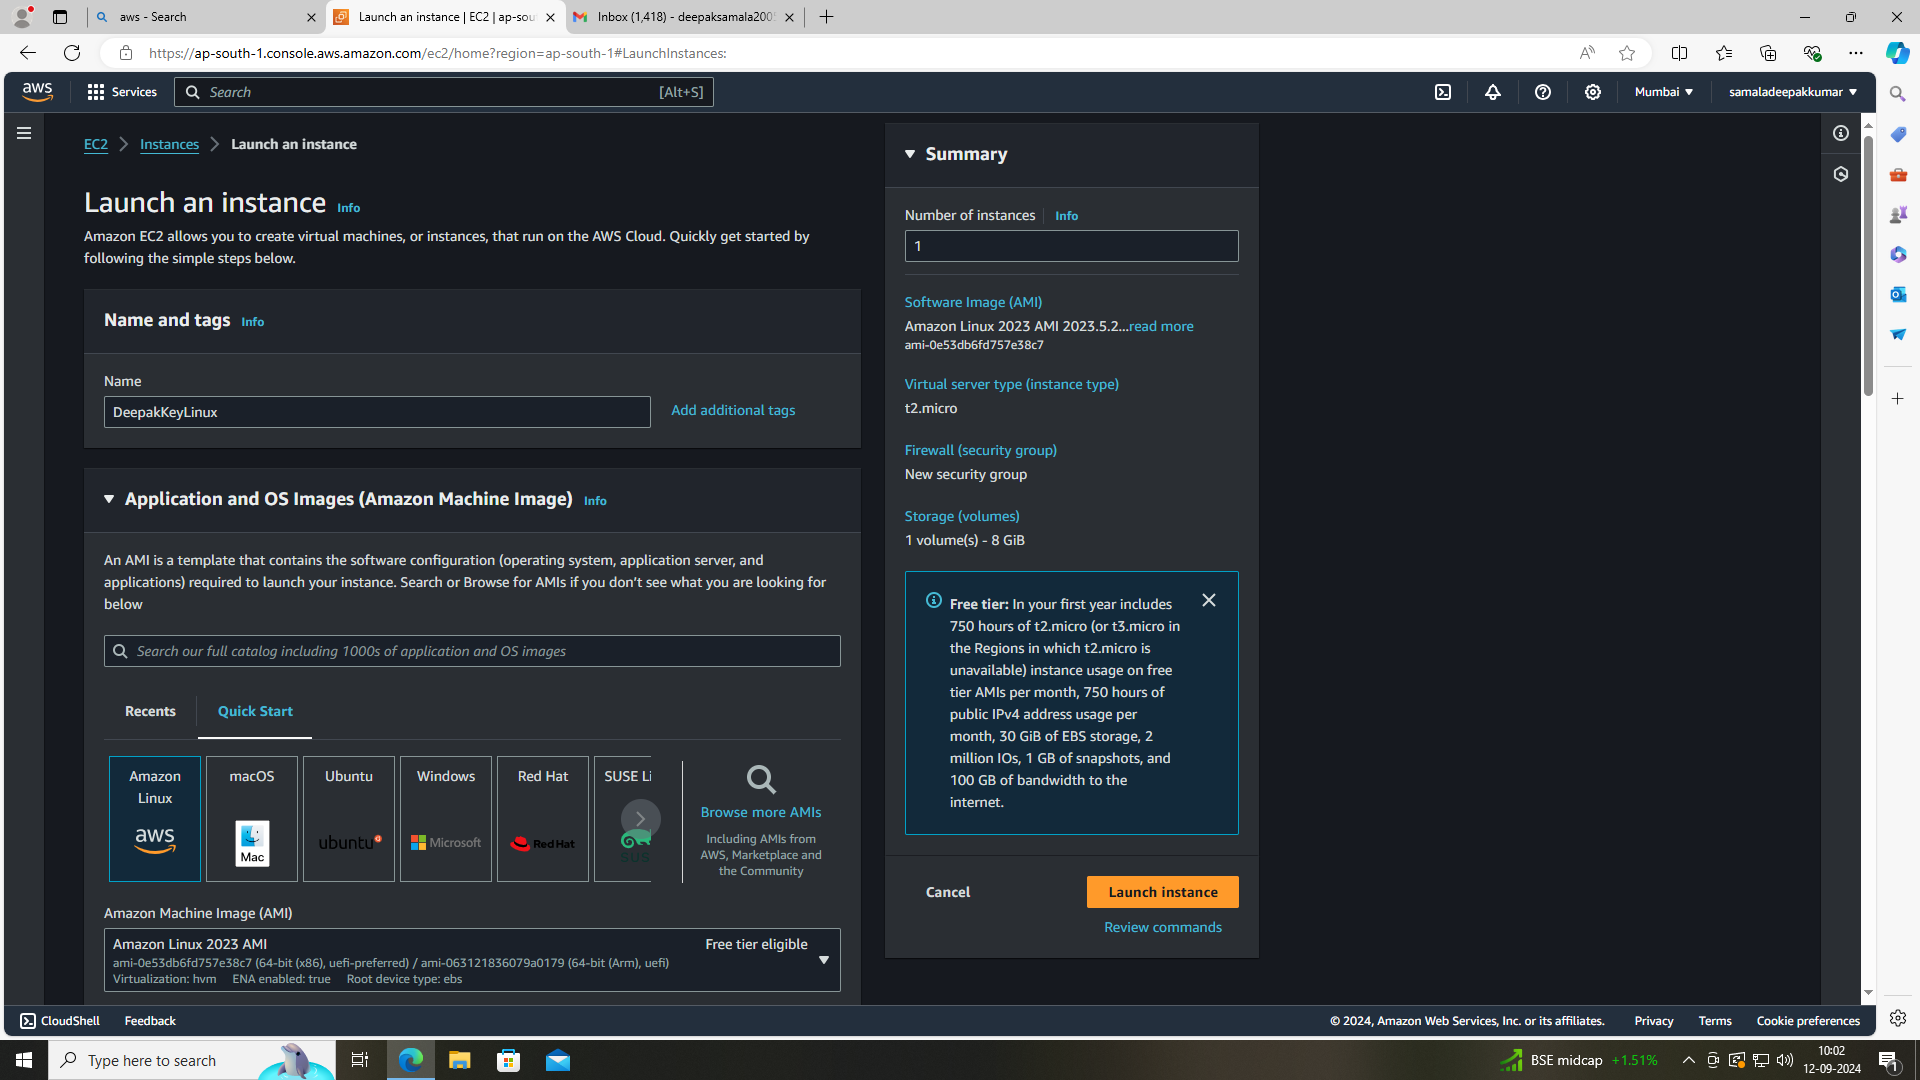 aws - Search
Launch an instance | EC2 | ap-sou
Inbox (1,418) - deepaksamala200
https://ap-south-1.console.aws.amazon.com/ec2/home?region=ap-south-1#LaunchInstances:
aws
Services
Search
[Alt+S]
Mumbai
samaladeepakkumar
EC2
Instances
Launch an instance
Launch an instance Info
Amazon EC2 allows you to create virtual machines, or instances, that run on the AWS Cloud. Quickly get started by
following the simple steps below.
Name and tags Info
Name
DeepakKeyLinux
Add additional tags
Application and OS Images (Amazon Machine Image) Info
An AMI is a template that contains the software configuration (operating system, application server, and
applications) required to launch your instance. Search or Browse for AMIs if you don't see what you are looking for
below
Search our full catalog including 1000s of application and OS images
Recents
Quick Start
Amazon
Linux
aws
macOS
Mac
Ubuntu
ubuntu
Windows
Microsoft
Red Hat
Red Hat
SUSE Li
SUS
Browse more AMIs
Including AMIs from
AWS, Marketplace and
the Community
Amazon Machine Image (AMI)
Amazon Linux 2023 AMI
Free tier eligible
ami-0e53db6fd757e38c7 (64-bit (x86), uefi-preferred) / ami-063121836079a0179 (64-bit (Arm), uefi)
Virtualization: hvm ENA enabled: true Root device type: ebs
Summary
Number of instances Info
1
Software Image (AMI)
Amazon Linux 2023 AMI 2023.5.2...read more
ami-0e53db6fd757e38c7
Virtual server type (instance type)
t2.micro
Firewall (security group)
New security group
Storage (volumes)
1 volume(s) - 8 GiB
Free tier: In your first year includes
750 hours of t2.micro (or t3.micro in
the Regions in which t2.micro is
unavailable) instance usage on free
tier AMIs per month, 750 hours of
public IPv4 address usage per
month, 30 GiB of EBS storage, 2
million IOs, 1 GB of snapshots, and
100 GB of bandwidth to the
internet.
Cancel
Launch instance
Review commands
CloudShell
Feedback
© 2024, Amazon Web Services, Inc. or its affiliates.
Privacy
Terms
Cookie preferences
Type here to search
BSE midcap +1.51%
10:02
12-09-2024
1